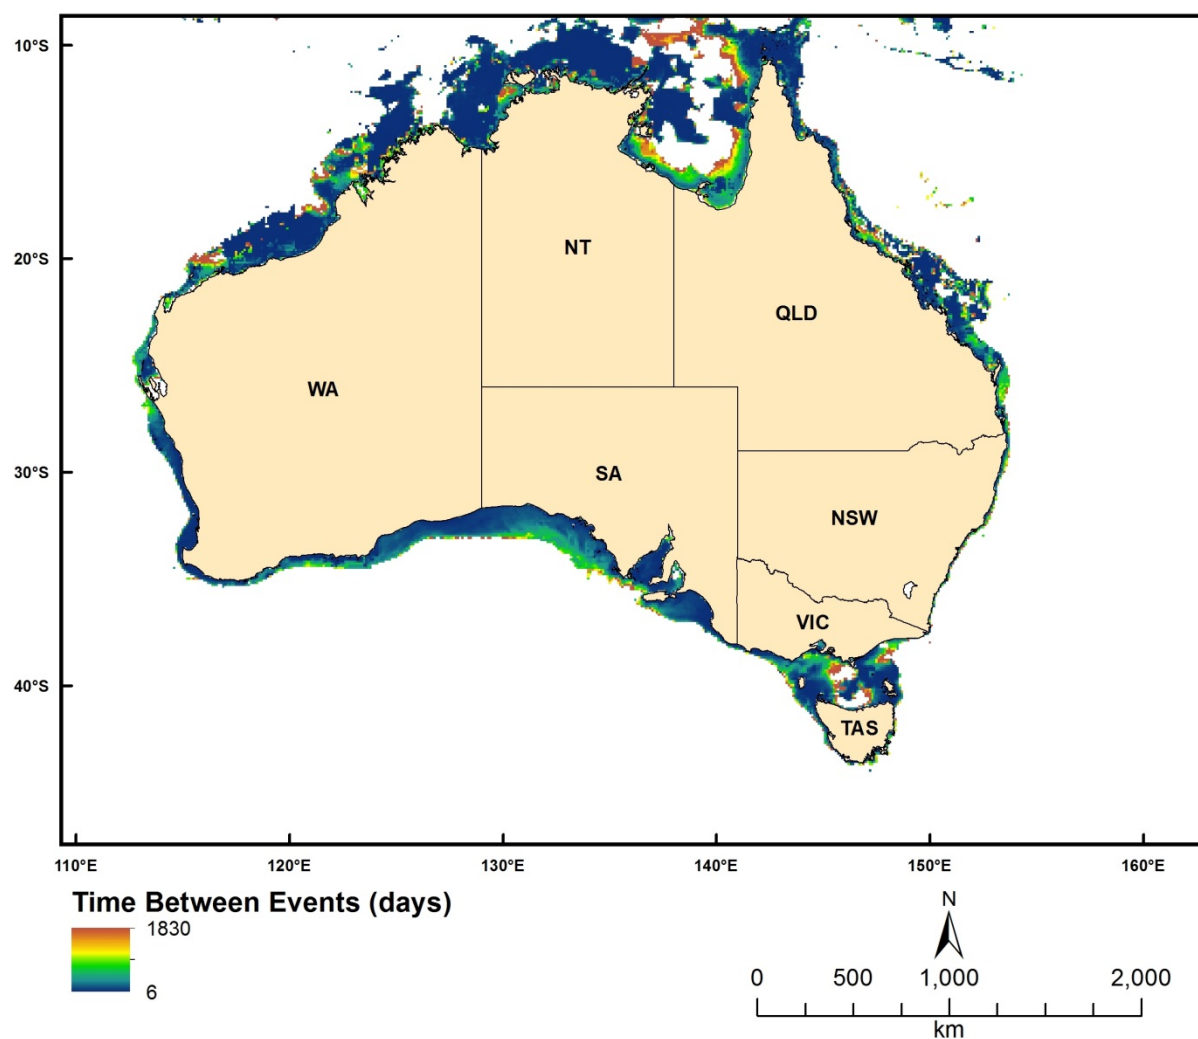 10°S
NT
20°S
QLD
WA
30°S
SA
NSW
VIC
40°S
TAS
110°E 120°E 130°E 140°E 150°E 160°E
Time Between Events (days)
1830
6
N
0 500 1,000 2,000
km